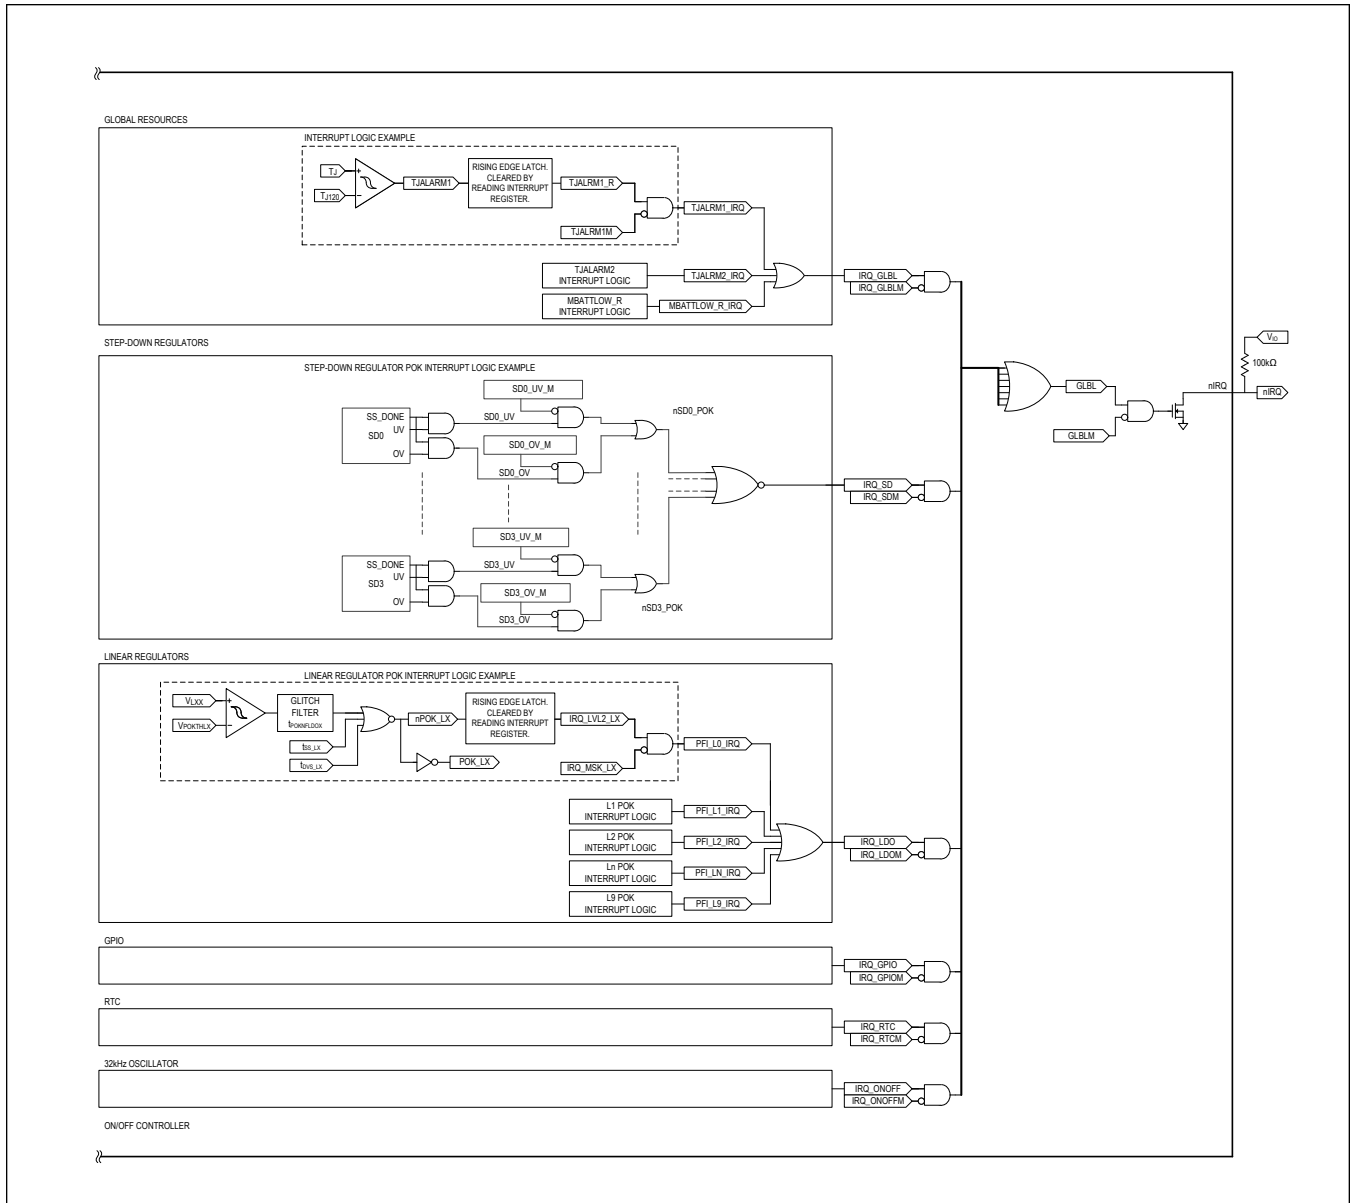 GLOBAL RESOURCES
INTERRUPT LOGIC EXAMPLE
TJ
+
TJ120
−
TJALARM1
RISING EDGE LATCH.
CLEARED BY
READING INTERRUPT
REGISTER.
TJALRM1_R
TJALRM1M
TJALRM1_IRQ
TJALARM2
INTERRUPT LOGIC
TJALRM2_IRQ
MBATTLOW_R
INTERRUPT LOGIC
MBATTLOW_R_IRQ
IRQ_GLBL
IRQ_GLBLM
STEP-DOWN REGULATORS
STEP-DOWN REGULATOR POK INTERRUPT LOGIC EXAMPLE
SS_DONE
UV
SD0
OV
SD0_UV
SD0_UV_M
SD0_OV_M
SD0_OV
nSD0_POK
SD3_UV_M
SS_DONE
UV
SD3
OV
SD3_UV
SD3_OV_M
SD3_OV
nSD3_POK
IRQ_SD
IRQ_SDM
GLBL
GLBLM
nIRQ
VIO
100kΩ
nIRQ
LINEAR REGULATORS
LINEAR REGULATOR POK INTERRUPT LOGIC EXAMPLE
VLXX
+
VPOKTHLX
−
GLITCH
FILTER
tPOKNFLDOX
tSS_LX
tDVS_LX
nPOK_LX
POK_LX
RISING EDGE LATCH.
CLEARED BY
READING INTERRUPT
REGISTER.
IRQ_LVL2_LX
IRQ_MSK_LX
PFI_L0_IRQ
L1 POK
INTERRUPT LOGIC
PFI_L1_IRQ
L2 POK
INTERRUPT LOGIC
PFI_L2_IRQ
Ln POK
INTERRUPT LOGIC
PFI_LN_IRQ
L9 POK
INTERRUPT LOGIC
PFI_L9_IRQ
IRQ_LDO
IRQ_LDOM
GPIO
IRQ_GPIO
IRQ_GPIOM
RTC
IRQ_RTC
IRQ_RTCM
32kHz OSCILLATOR
IRQ_ONOFF
IRQ_ONOFFM
ON/OFF CONTROLLER